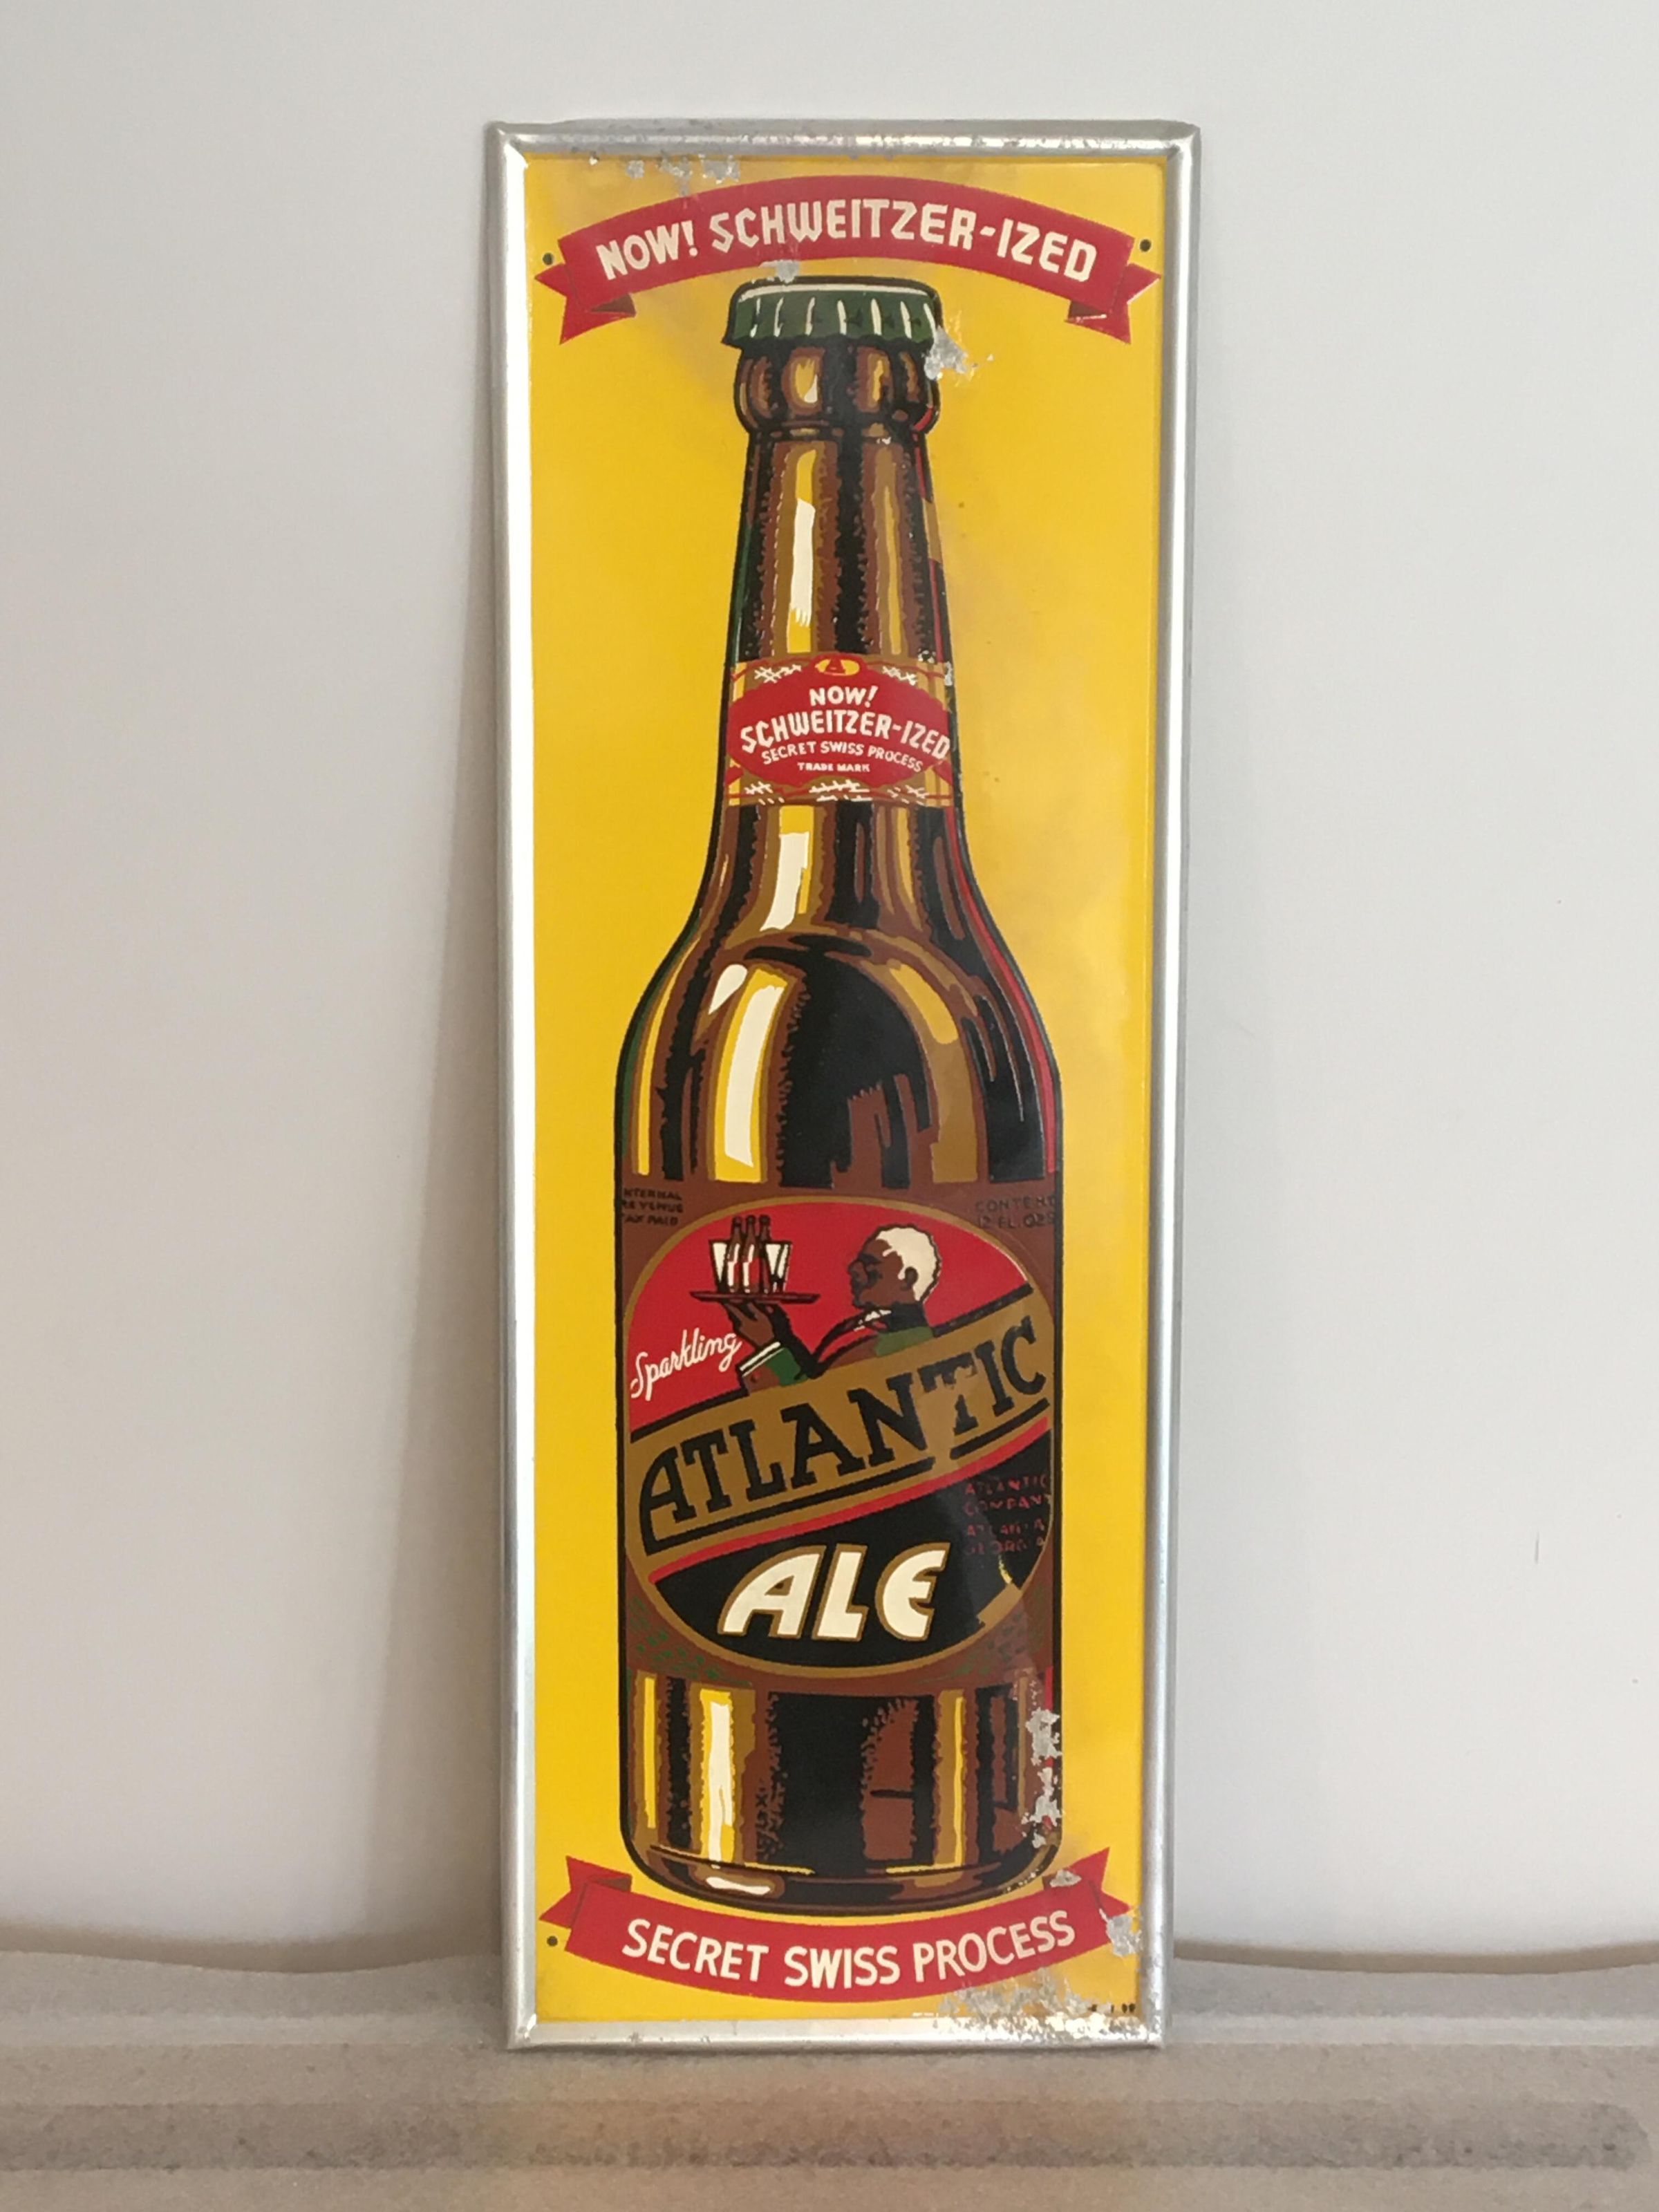 NOW! SCHWEITZER-IZED
NOW!
SCHWEITZER-IZED
SECRET SWISS PROCESS
TRADE MARK
INTERNAL
REVENUE
TAX PAID
CONTENTS
12 FL. OZS
Sparkling
ATLANTIC
ATLANTIC
COMPANY
ATLANTA
GEORGIA
ALE
SECRET SWISS PROCESS